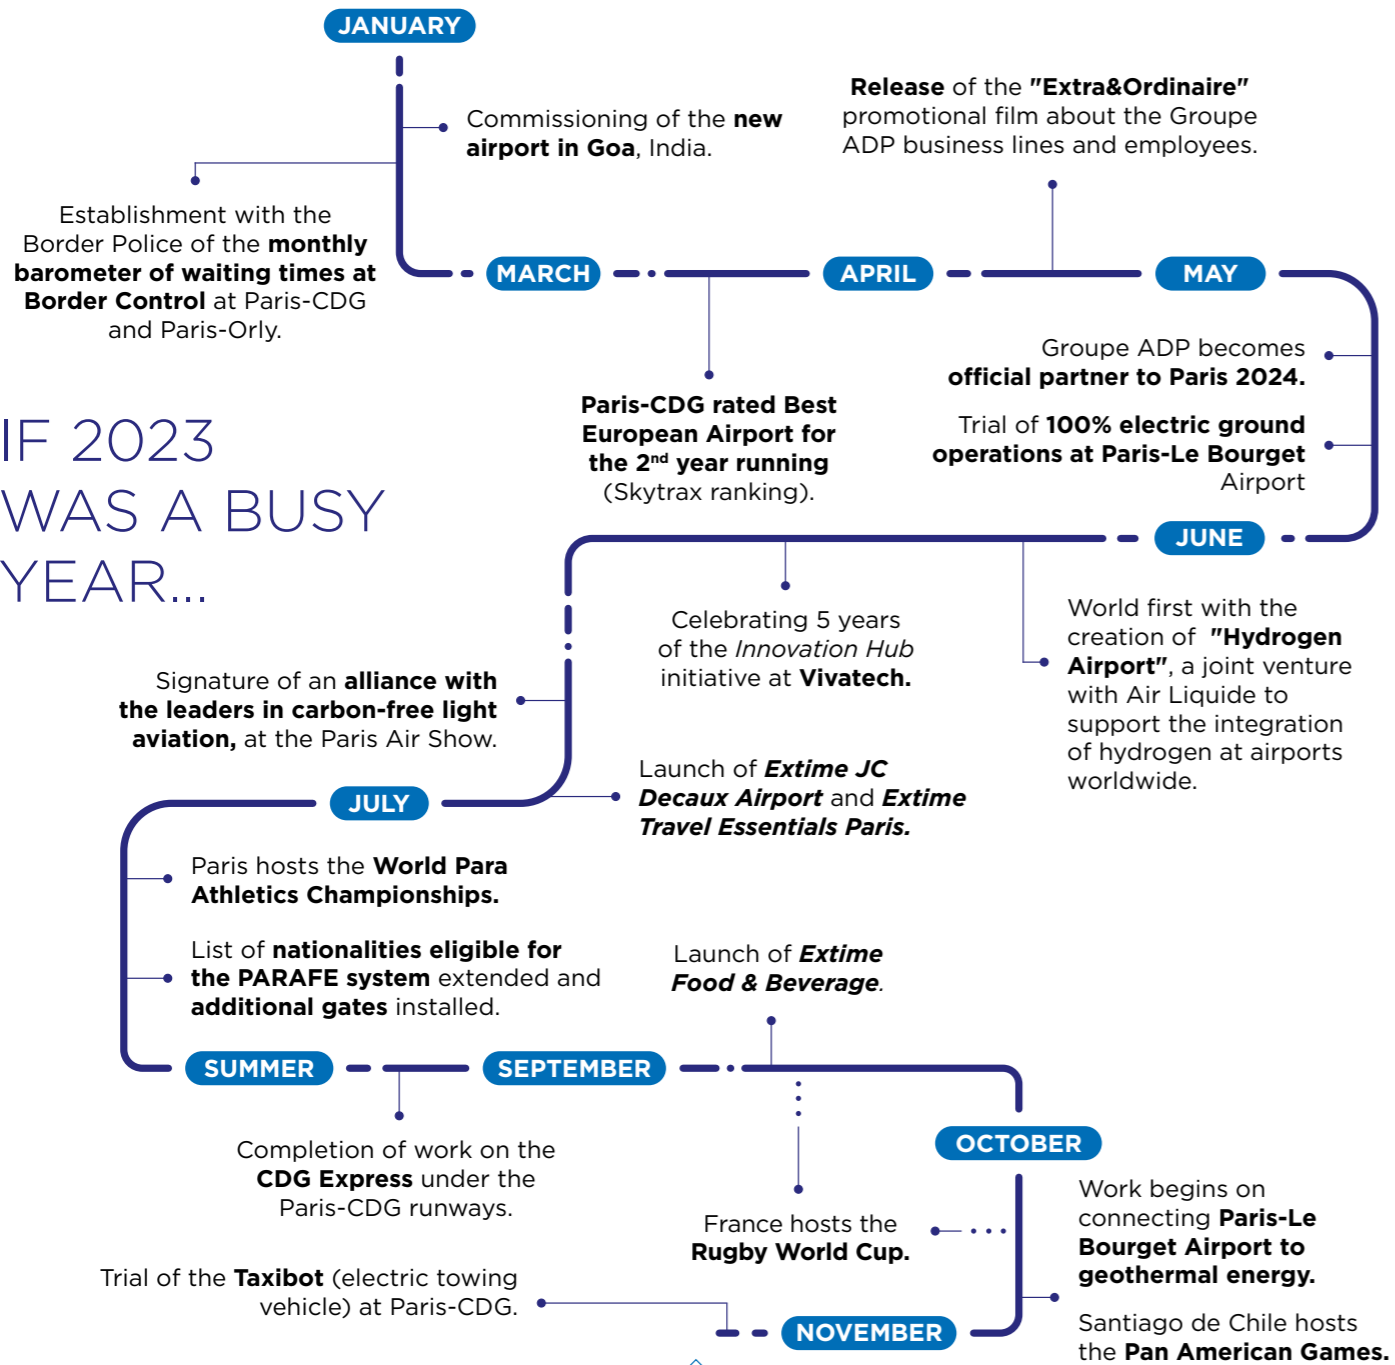 JANUARY
Commissioning of the new
airport in Goa, India.
Establishment with the
Border Police of the monthly
barometer of waiting times at
Border Control at Paris-CDG
and Paris-Orly.
MARCH
Paris-CDG rated Best
European Airport for
the 2nd year running
(Skytrax ranking).
APRIL
Release of the "Extra&Ordinaire"
promotional film about the Groupe
ADP business lines and employees.
MAY
Groupe ADP becomes
official partner to Paris 2024.
Trial of 100% electric ground
operations at Paris-Le Bourget
Airport
IF 2023
WAS A BUSY
YEAR...
JUNE
World first with the
creation of "Hydrogen
Airport", a joint venture
with Air Liquide to
support the integration
of hydrogen at airports
worldwide.
Celebrating 5 years
of the Innovation Hub
initiative at Vivatech.
Signature of an alliance with
the leaders in carbon-free light
aviation, at the Paris Air Show.
Launch of Extime JC
Decaux Airport and Extime
Travel Essentials Paris.
JULY
Paris hosts the World Para
Athletics Championships.
List of nationalities eligible for
the PARAFE system extended and
additional gates installed.
SUMMER
Completion of work on the
CDG Express under the
Paris-CDG runways.
SEPTEMBER
Launch of Extime
Food & Beverage.
France hosts the
Rugby World Cup.
OCTOBER
Work begins on
connecting Paris-Le
Bourget Airport to
geothermal energy.
Santiago de Chile hosts
the Pan American Games.
NOVEMBER
Trial of the Taxibot (electric towing
vehicle) at Paris-CDG.